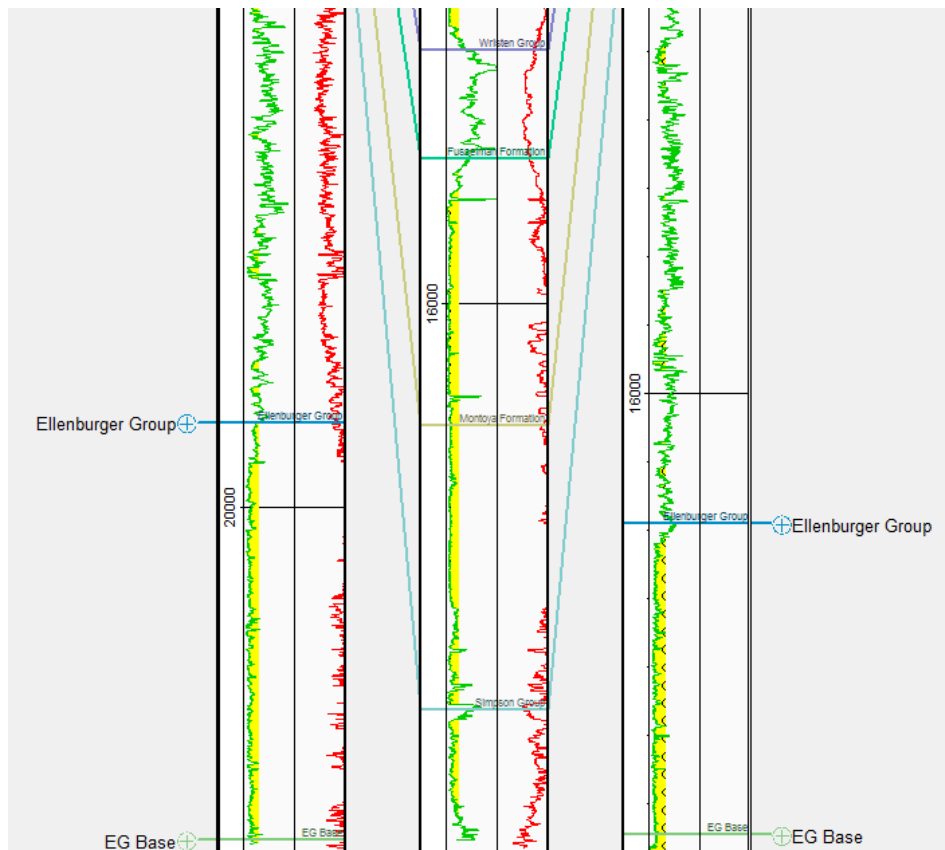 Wristen Group
Fusselman Formation
16000
16000
Montoya Formation
Ellenburger Group
Ellenburger Group
20000
Ellenburger Group
Ellenburger Group
Simpson Group
EG Base
EG Base
EG Base
EG Base